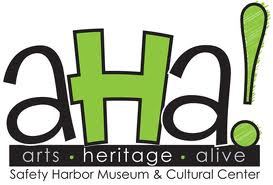 aHa!
arts · heritage · alive
Safety Harbor Museum & Cultural Center